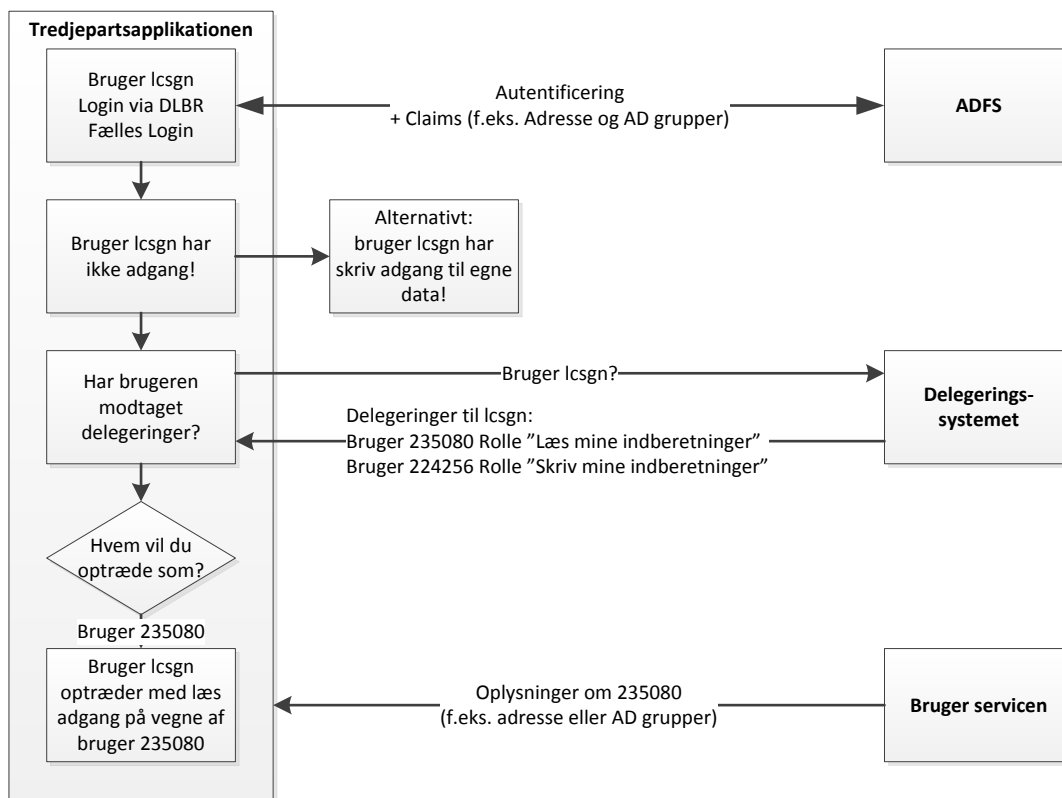 Tredjepartsapplikationen
Bruger lcsgn
Login via DLBR
Fælles Login
Autentificering
+ Claims (f.eks. Adresse og AD grupper)
ADFS
Bruger lcsgn har
ikke adgang!
Alternativt:
bruger lcsgn har
skriv adgang til egne
data!
Har brugeren
modtaget
delegeringer?
Bruger lcsgn?
Delegeringer til lcsgn:
Bruger 235080 Rolle ”Læs mine indberetninger”
Bruger 224256 Rolle ”Skriv mine indberetninger”
Delegerings-
systemet
Hvem vil du
optræde som?
Bruger 235080
Bruger lcsgn
optræder med læs
adgang på vegne af
bruger 235080
Oplysninger om 235080
(f.eks. adresse eller AD grupper)
Bruger servicen